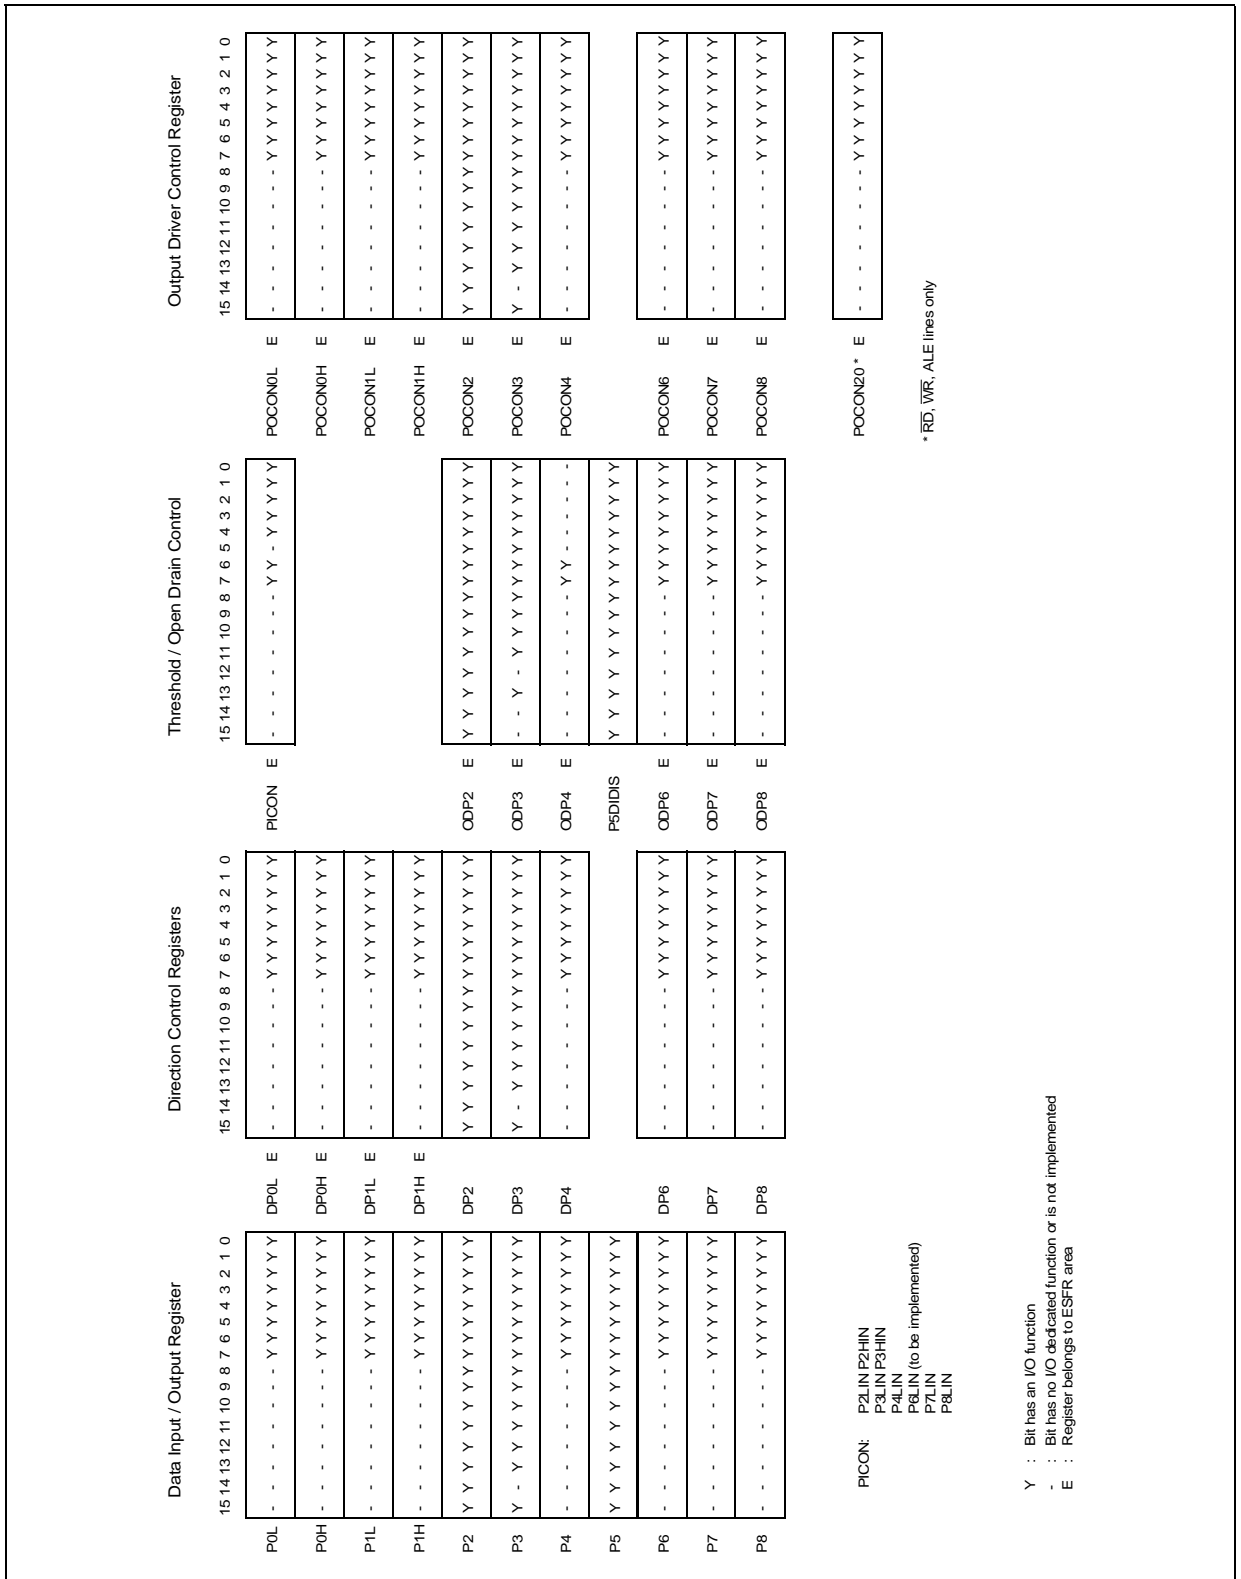 Data Input / Output Register Direction Control Registers Threshold / Open Drain Control Output Driver Control Register
15 14 13 12 11 10 9 8 7 6 5 4 3 2 1 0 15 14 13 12 11 10 9 8 7 6 5 4 3 2 1 0 15 14 13 12 11 10 9 8 7 6 5 4 3 2 1 0 15 14 13 12 11 10 9 8 7 6 5 4 3 2 1 0
P0L - - - - - - - - Y Y Y Y Y Y Y Y DP0L E - - - - - - - - Y Y Y Y Y Y Y Y PICON E - - - - - - - - Y Y - Y Y Y Y Y POCON0L E - - - - - - - - Y Y Y Y Y Y Y Y
P0H - - - - - - - - Y Y Y Y Y Y Y Y DP0H E - - - - - - - - Y Y Y Y Y Y Y Y POCON0H E - - - - - - - - Y Y Y Y Y Y Y Y
P1L - - - - - - - - Y Y Y Y Y Y Y Y DP1L E - - - - - - - - Y Y Y Y Y Y Y Y POCON1L E - - - - - - - - Y Y Y Y Y Y Y Y
P1H - - - - - - - - Y Y Y Y Y Y Y Y DP1H E - - - - - - - - Y Y Y Y Y Y Y Y POCON1H E - - - - - - - - Y Y Y Y Y Y Y Y
P2 Y Y Y Y Y Y Y Y Y Y Y Y Y Y Y Y DP2 Y Y Y Y Y Y Y Y Y Y Y Y Y Y Y Y ODP2 E Y Y Y Y Y Y Y Y Y Y Y Y Y Y Y Y POCON2 E Y Y Y Y Y Y Y Y Y Y Y Y Y Y Y Y
P3 Y - Y Y Y Y Y Y Y Y Y Y Y Y Y Y DP3 Y - Y Y Y Y Y Y Y Y Y Y Y Y Y Y ODP3 E - - Y - Y Y Y Y Y Y Y Y Y Y Y Y POCON3 E Y - Y Y Y Y Y Y Y Y Y Y Y Y Y Y
P4 - - - - - - - - Y Y Y Y Y Y Y Y DP4 - - - - - - - - Y Y Y Y Y Y Y Y ODP4 E - - - - - - - - Y Y - - - - - - POCON4 E - - - - - - - - Y Y Y Y Y Y Y Y
P5 Y Y Y Y Y Y Y Y Y Y Y Y Y Y Y Y P5DIDIS Y Y Y Y Y Y Y Y Y Y Y Y Y Y Y Y
P6 - - - - - - - - Y Y Y Y Y Y Y Y DP6 - - - - - - - - Y Y Y Y Y Y Y Y ODP6 E - - - - - - - - Y Y Y Y Y Y Y Y POCON6 E - - - - - - - - Y Y Y Y Y Y Y Y
P7 - - - - - - - - Y Y Y Y Y Y Y Y DP7 - - - - - - - - Y Y Y Y Y Y Y Y ODP7 E - - - - - - - - Y Y Y Y Y Y Y Y POCON7 E - - - - - - - - Y Y Y Y Y Y Y Y
P8 - - - - - - - - Y Y Y Y Y Y Y Y DP8 - - - - - - - - Y Y Y Y Y Y Y Y ODP8 E - - - - - - - - Y Y Y Y Y Y Y Y POCON8 E - - - - - - - - Y Y Y Y Y Y Y Y
POCON20 * E - - - - - - - - Y Y Y Y Y Y Y Y
PICON: P2LIN P2HIN
P3LIN P3HIN
P4LIN
P6LIN (to be implemented)
P7LIN
P8LIN
* RD, WR, ALE lines only
Y : Bit has an I/O function
- : Bit has no I/O dedicated function or is not implemented
E : Register belongs to ESFR area